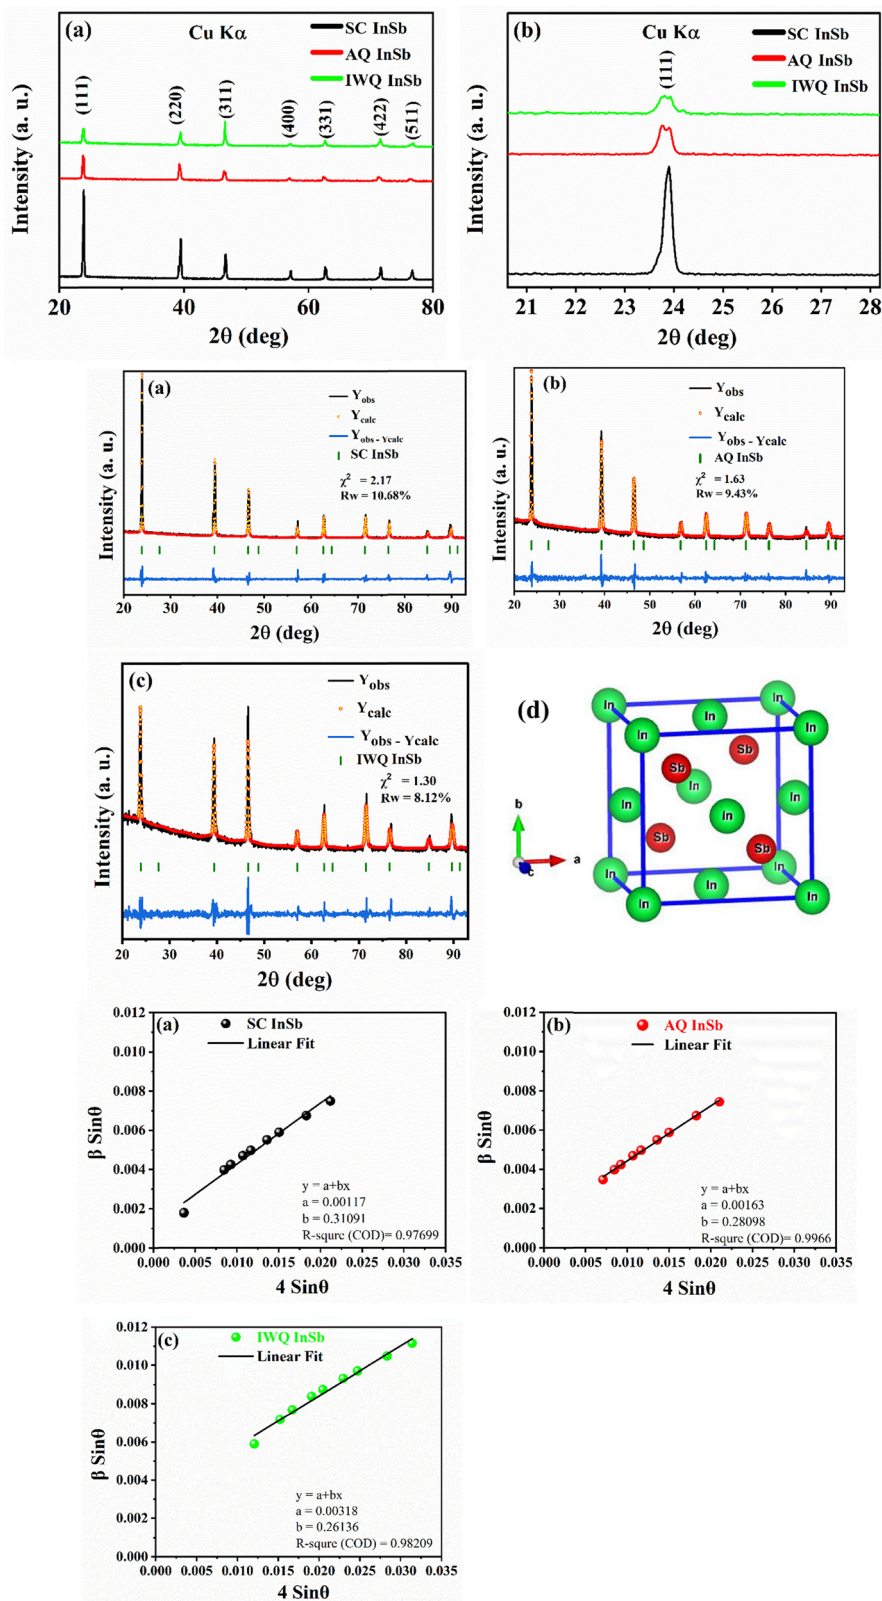 (a) Cu Kα
SC InSb
AQ InSb
IWQ InSb
(111)
(220)
(311)
(400)
(331)
(422)
(511)
Intensity (a. u.)
20 40 60 80
2θ (deg)
(b) Cu Kα
SC InSb
AQ InSb
IWQ InSb
(111)
Intensity (a. u.)
21 22 23 24 25 26 27 28
2θ (deg)
(a)
Yobs
Ycalc
Yobs - Ycalc
SC InSb
χ² = 2.17
Rw = 10.68%
Intensity (a. u.)
20 30 40 50 60 70 80 90
2θ (deg)
(b)
Yobs
Ycalc
Yobs - Ycalc
AQ InSb
χ² = 1.63
Rw = 9.43%
Intensity (a. u.)
20 30 40 50 60 70 80 90
2θ (deg)
(c)
Yobs
Ycalc
Yobs - Ycalc
IWQ InSb
χ² = 1.30
Rw = 8.12%
Intensity (a. u.)
20 30 40 50 60 70 80 90
2θ (deg)
(d)
In
In
In
In
In
Sb
Sb
In
In
In
In
Sb
Sb
In
In
In
In
In
b
a
c
(a)
SC InSb
Linear Fit
0.012
0.010
0.008
0.006
0.004
0.002
0.000
β Sinθ
y = a+bx
a = 0.00117
b = 0.31091
R-squre (COD)= 0.97699
0.000 0.005 0.010 0.015 0.020 0.025 0.030 0.035
4 Sinθ
(b)
AQ InSb
Linear Fit
0.012
0.010
0.008
0.006
0.004
0.002
0.000
β Sinθ
y = a+bx
a = 0.00163
b = 0.28098
R-squre (COD)= 0.9966
0.000 0.005 0.010 0.015 0.020 0.025 0.030 0.035
4 Sinθ
(c)
IWQ InSb
Linear Fit
0.012
0.010
0.008
0.006
0.004
0.002
0.000
β Sinθ
y = a+bx
a = 0.00318
b = 0.26136
R-squre (COD) = 0.98209
0.000 0.005 0.010 0.015 0.020 0.025 0.030 0.035
4 Sinθ